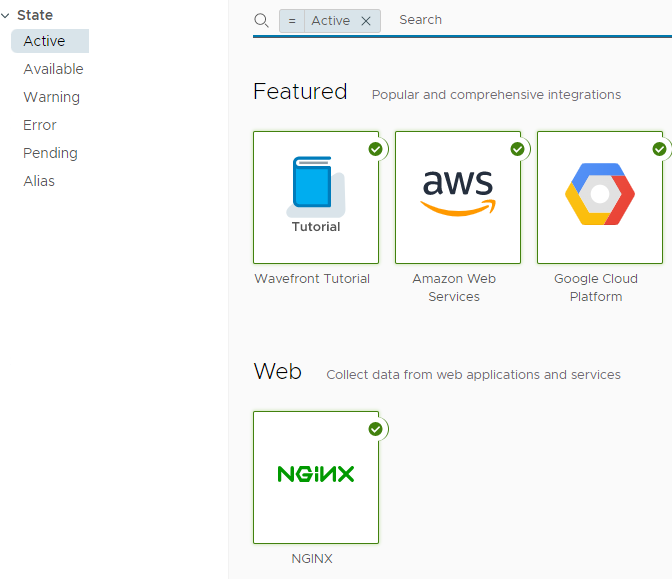 State
Active
Available
Warning
Error
Pending
Alias
= Active Search
Featured Popular and comprehensive integrations
Tutorial
aws
Wavefront Tutorial
Amazon Web
Services
Google Cloud
Platform
Web Collect data from web applications and services
NGINX
NGINX